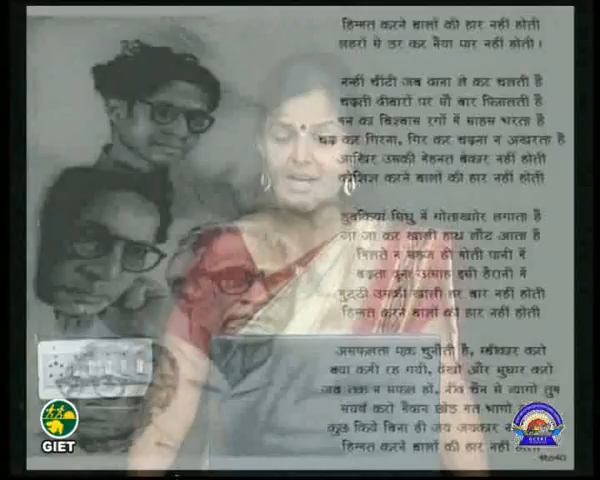 हिम्मत करने बालों की हार नहीं होती
लहरों से डर कर नैया पार नहीं होती ।
नन्हीं चींटी जब दाना ले कर चलती है
चढ़ती दीबारों पर सौ बार फिसलती है
मन का बिश्बास रगों में साहस भरता है
चढ़ कर गिरना, गिर कर चढ़ना न अखरता है
आखिर उसकी मेहनत बेकार नहीं होती
कोशिश करने बालों की हार नहीं होती
डुबकियां सिंधु में गोताखोर लगाता है
जा जा कर खाली हाथ लौट आता है
मिलते न सहज ही मोती पानी में
बढ़ता दूना उत्साह इसी हैरानी में
मुट्ठी उसकी खाली हर बार नहीं होती
हिम्मत करने बालों की हार नहीं होती
असफलता एक चुनौती है, स्वीकार करो
क्या कमी रह गयी, देखो और सुधार करो
जब तक न सफल हो, नींद चैन से त्यागो तुम
संघर्ष करो मैदान छोड़ मत भागो
कुछ किये बिना ही जय जयकार
हिम्मत करने बालों की हार नहीं होती
GIET